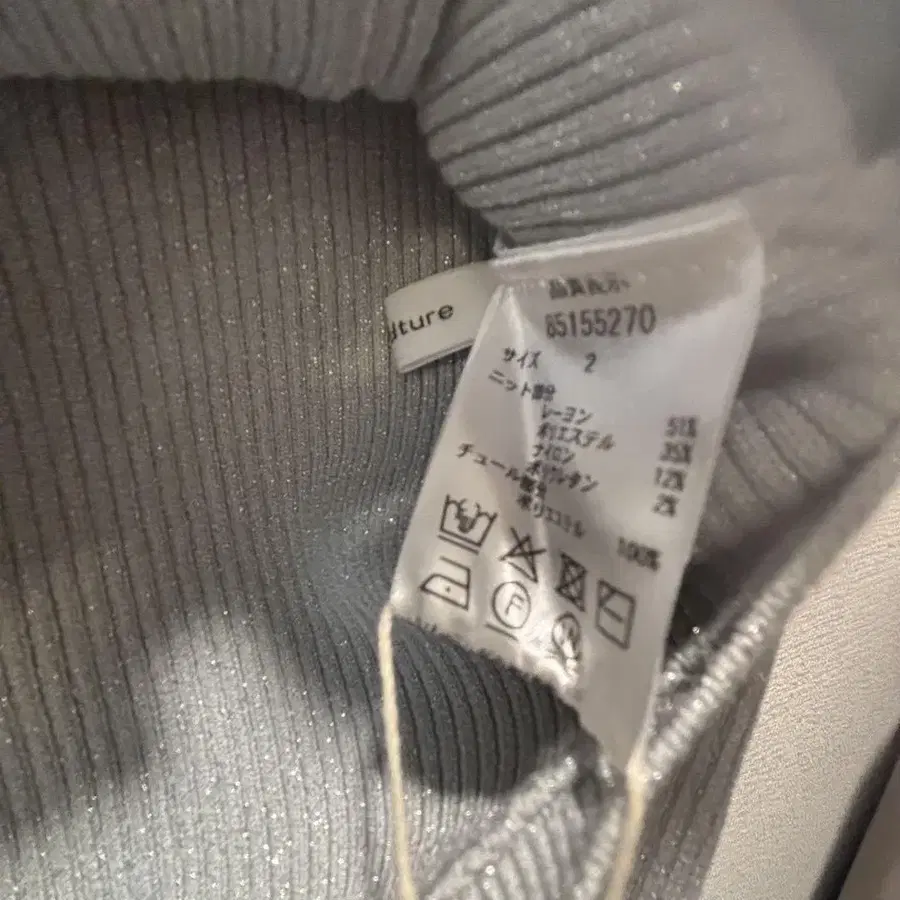 品質表示
85155270
サイズ 2
ニット部分
レーヨン 51%
ポリエステル 35%
ナイロン 12%
ポリウレタン 2%
チュール部分
ポリエステル 100%
F